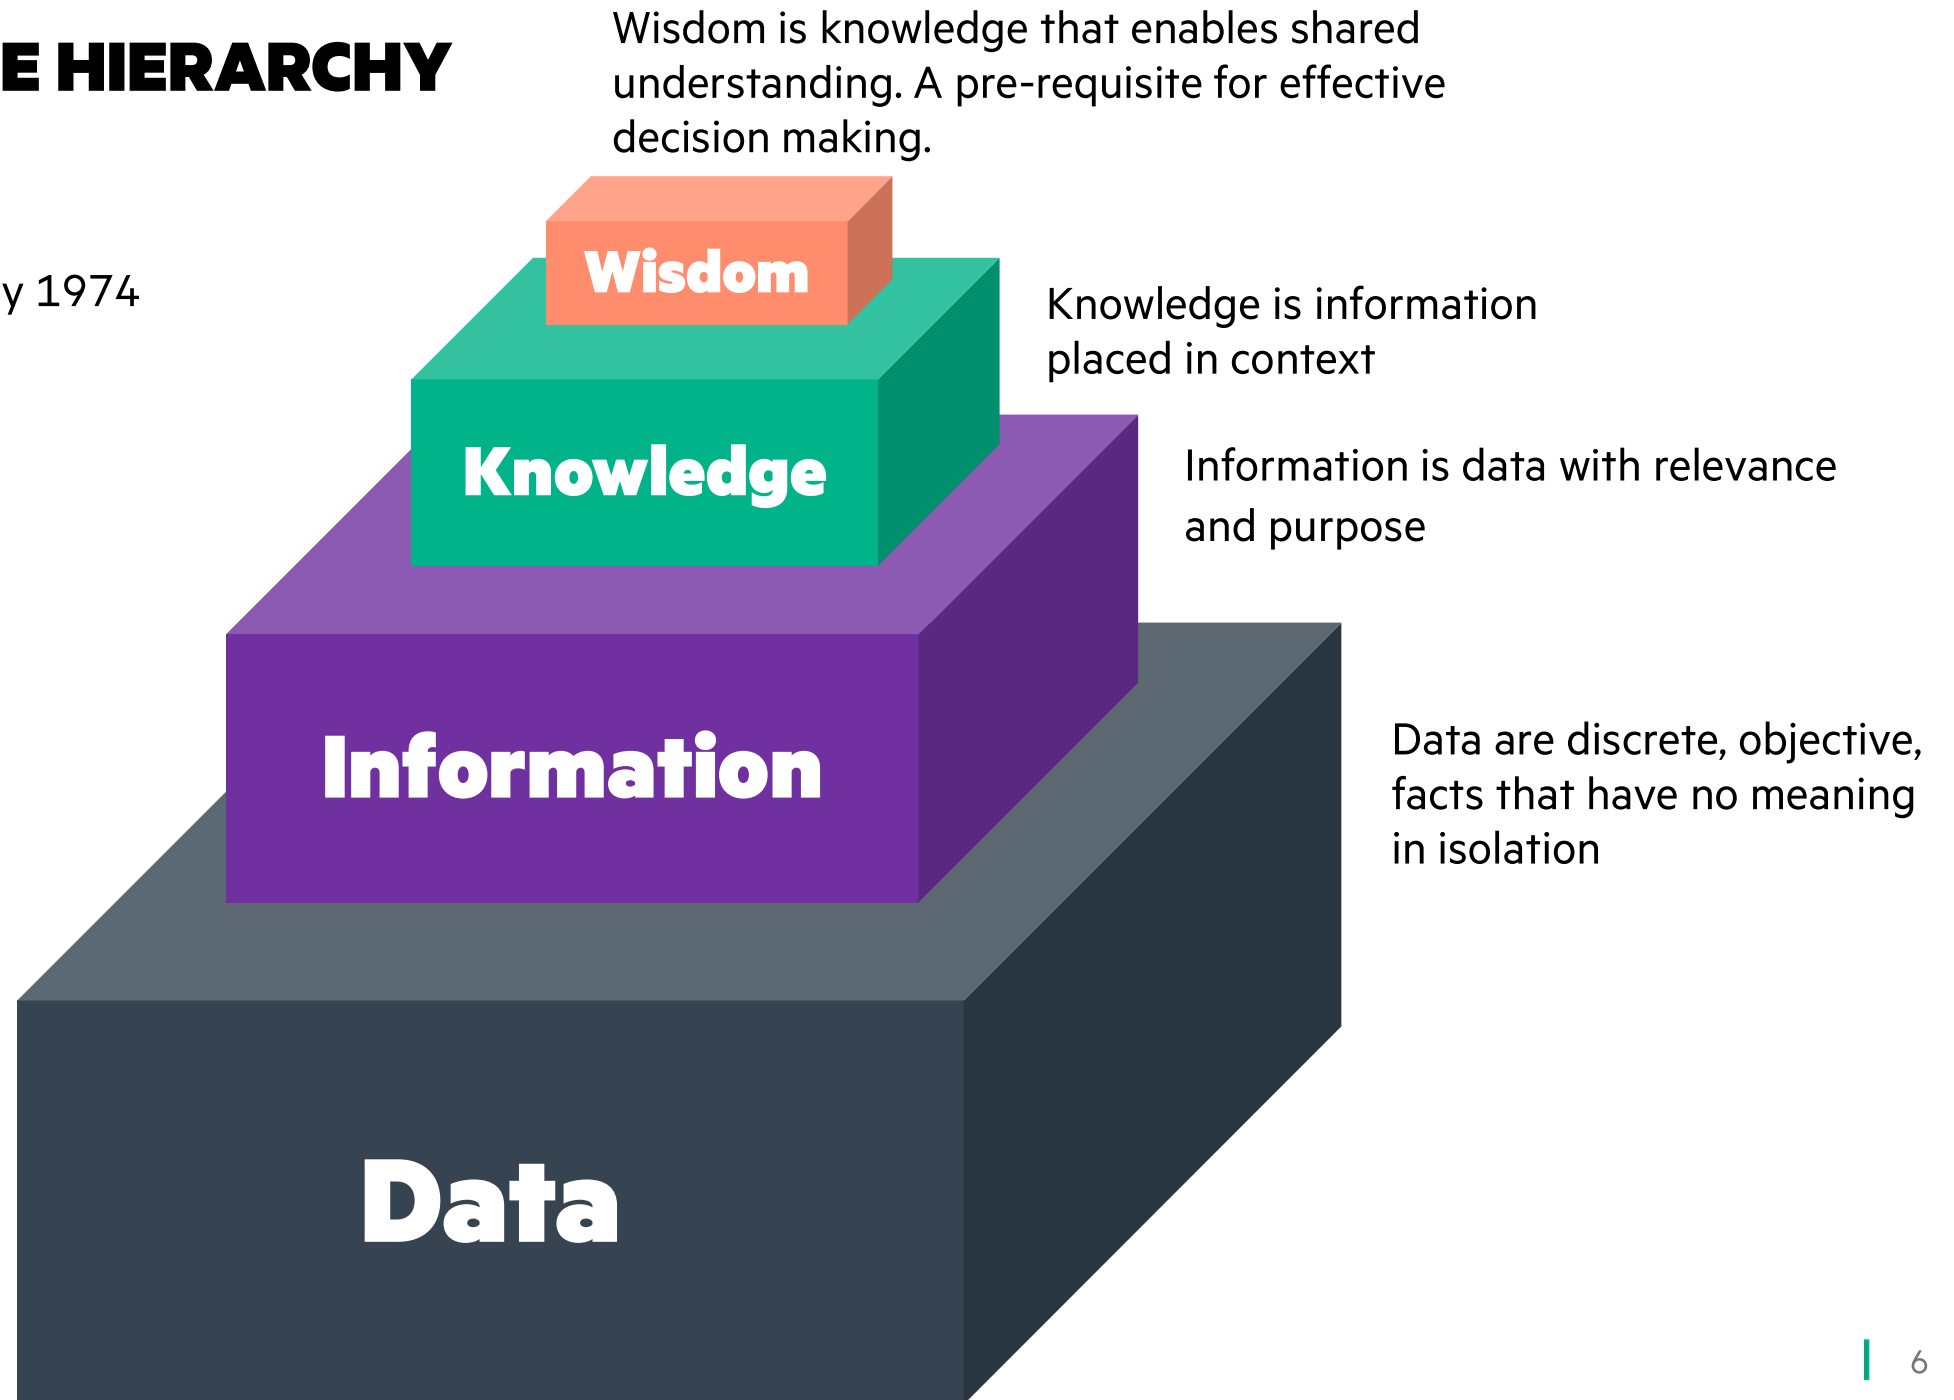 E HIERARCHY
Wisdom is knowledge that enables shared
understanding. A pre-requisite for effective
decision making.
y 1974
Wisdom
Knowledge is information
placed in context
Knowledge
Information is data with relevance
and purpose
Information
Data are discrete, objective,
facts that have no meaning
in isolation
Data
6